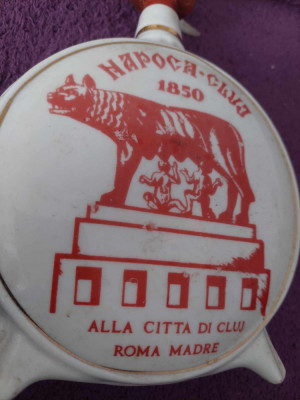 NAPOCA-CLUJ
1850
ALLA CITTA DI CLUJ
ROMA MADRE